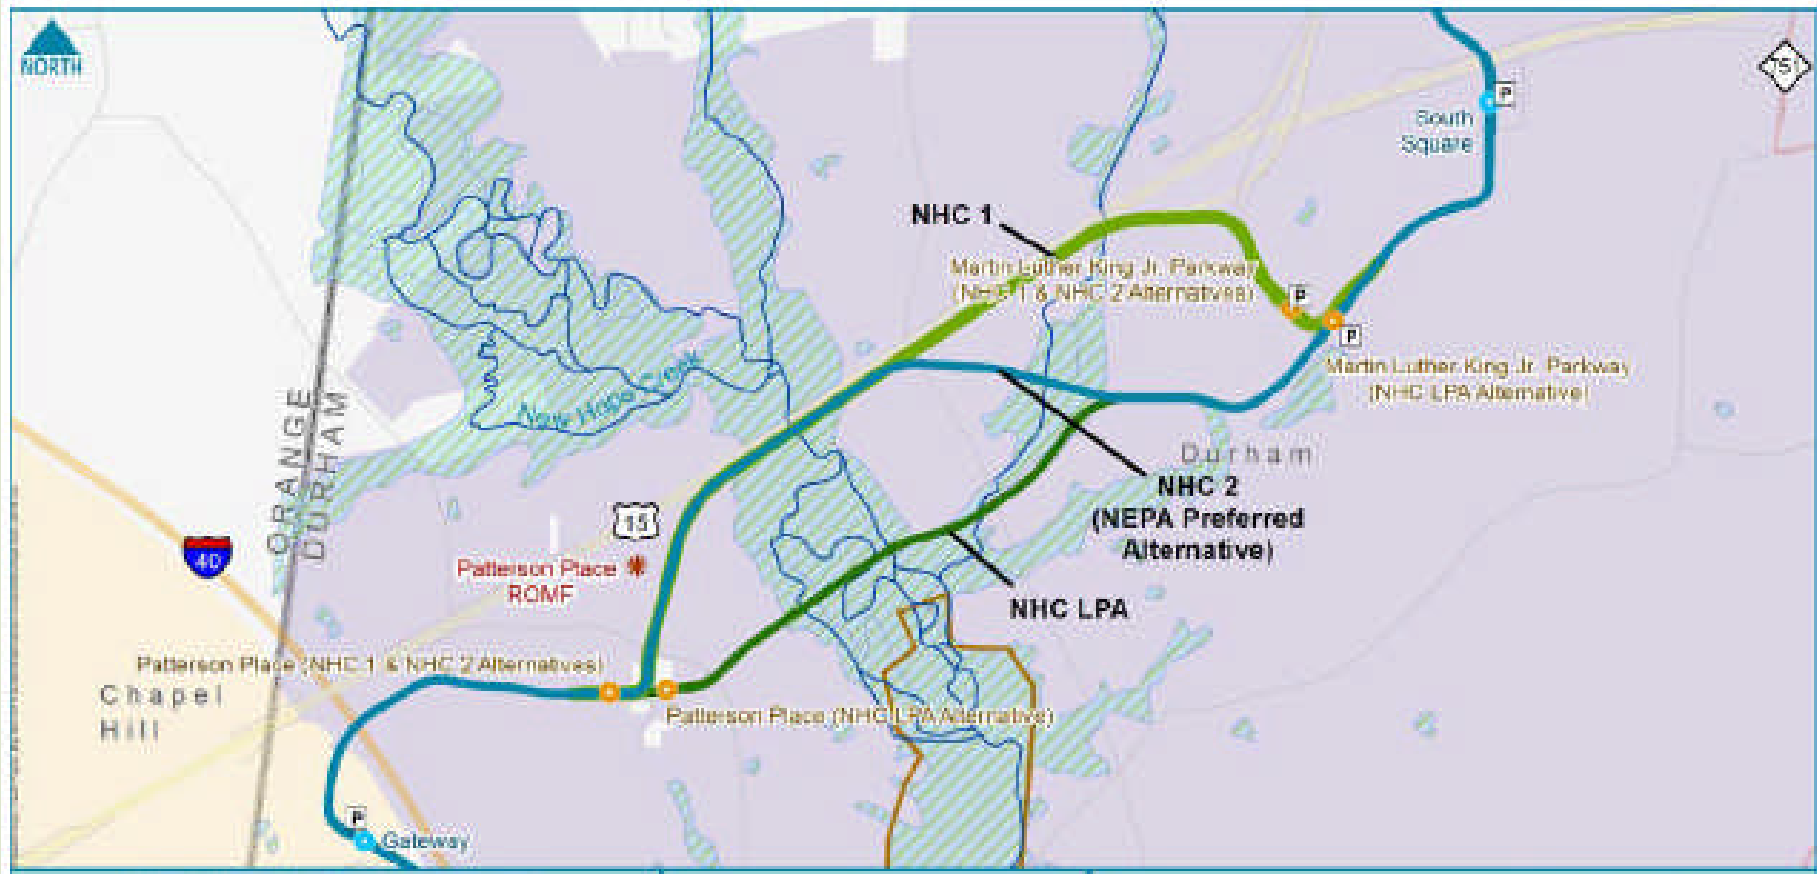 NORTH
751
P
South
Square
NHC 1
Martin Luther King Jr. Parkway
(NHC 1 & NHC 2 Alternatives)
P
P
Martin Luther King Jr. Parkway
(NHC LPA Alternative)
New Hope Creek
ORANGE
DURHAM
Durham
NHC 2
(NEPA Preferred
Alternative)
15
40
Patterson Place
ROMF
NHC LPA
Patterson Place (NHC 1 & NHC 2 Alternatives)
Chapel
Hill
Patterson Place (NHC LPA Alternative)
P
Gateway